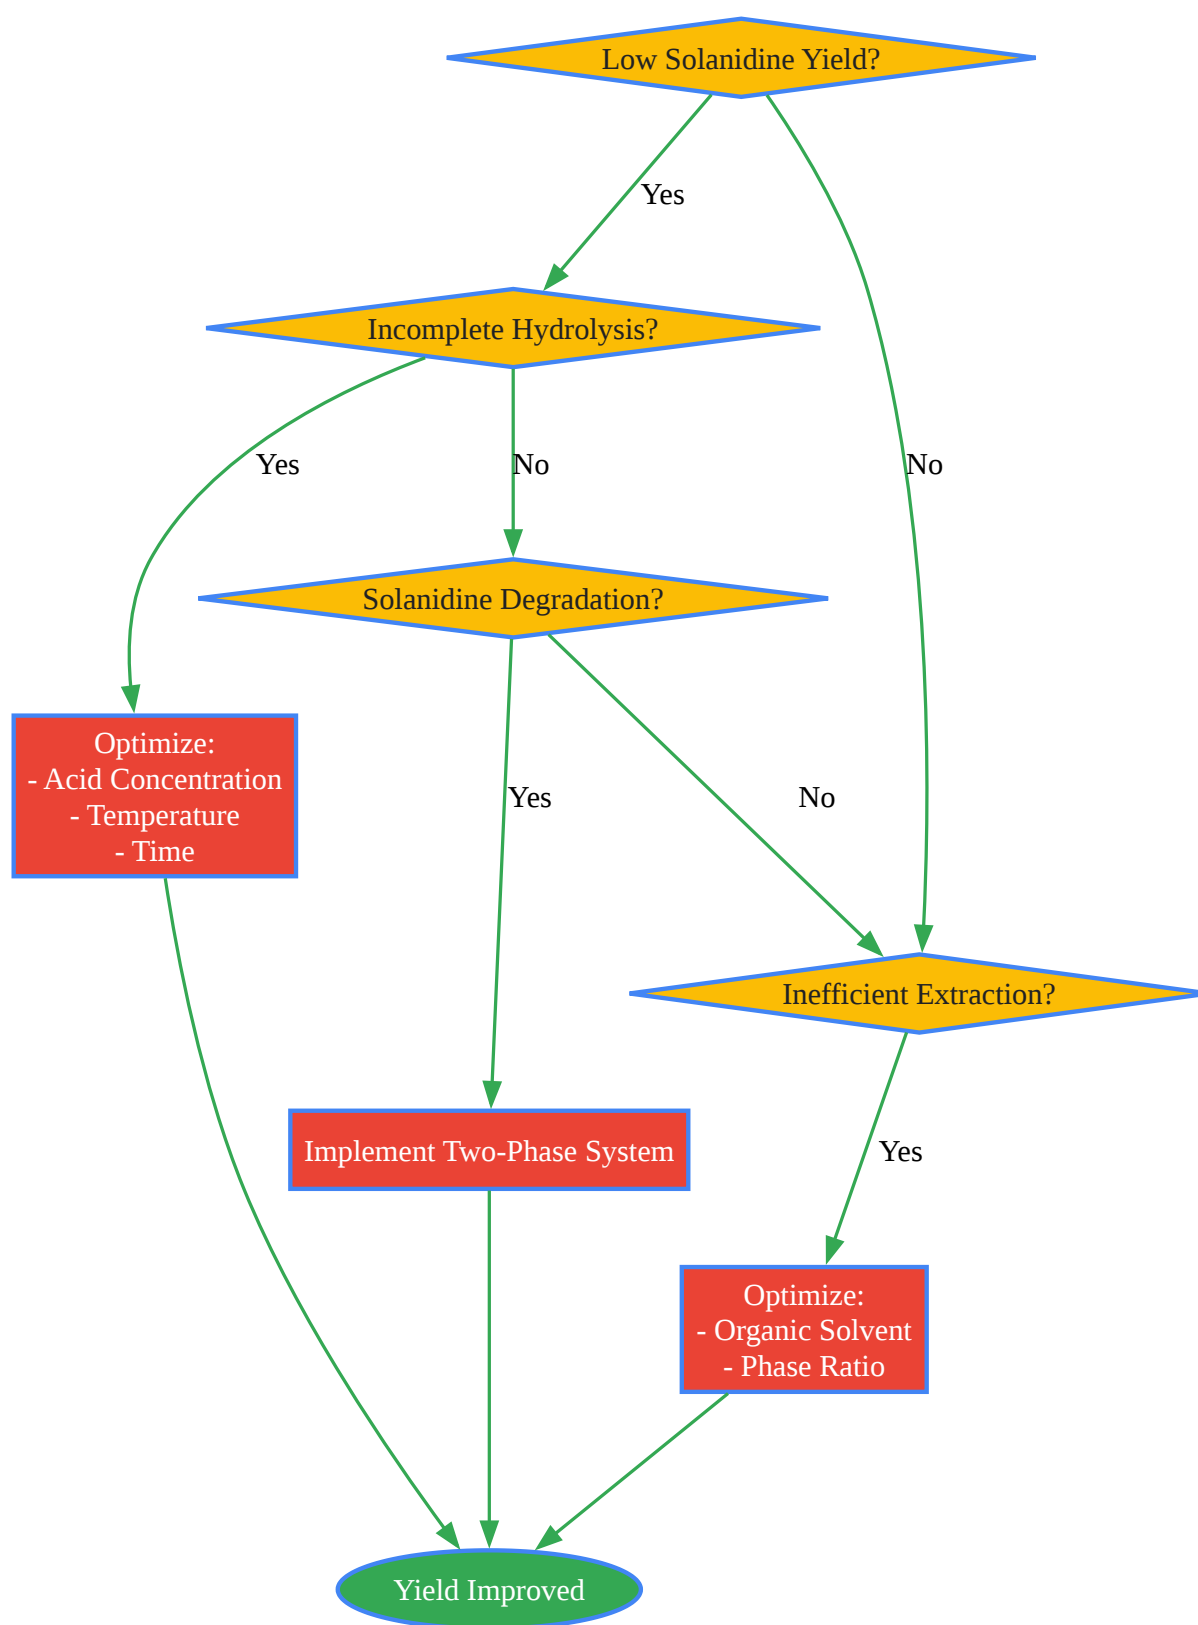 Low Solanidine Yield?
Yes
Incomplete Hydrolysis?
Yes
No
No
Solanidine Degradation?
Optimize:
- Acid Concentration
- Temperature
- Time
Yes
No
Inefficient Extraction?
Implement Two-Phase System
Yes
Optimize:
- Organic Solvent
- Phase Ratio
Yield Improved